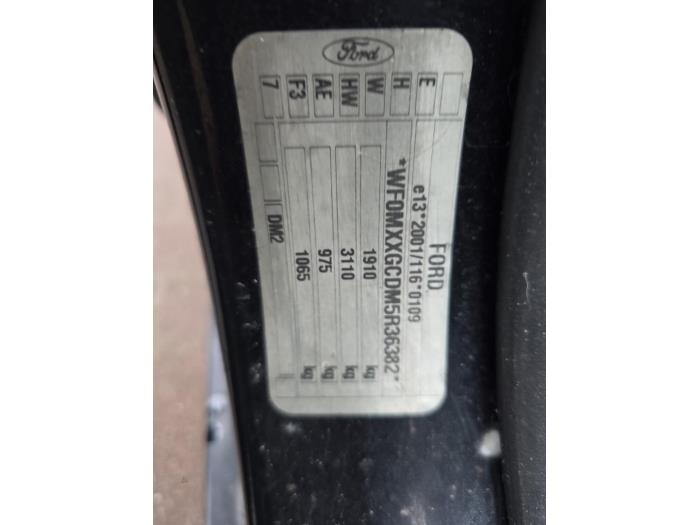 Ford
FORD
e13*2001/116*0109
*WF0MXXGCDM5R36382*
1910 kg
3110 kg
975 kg
1065 kg
DM2
E
H
W
HW
AE
F3
7